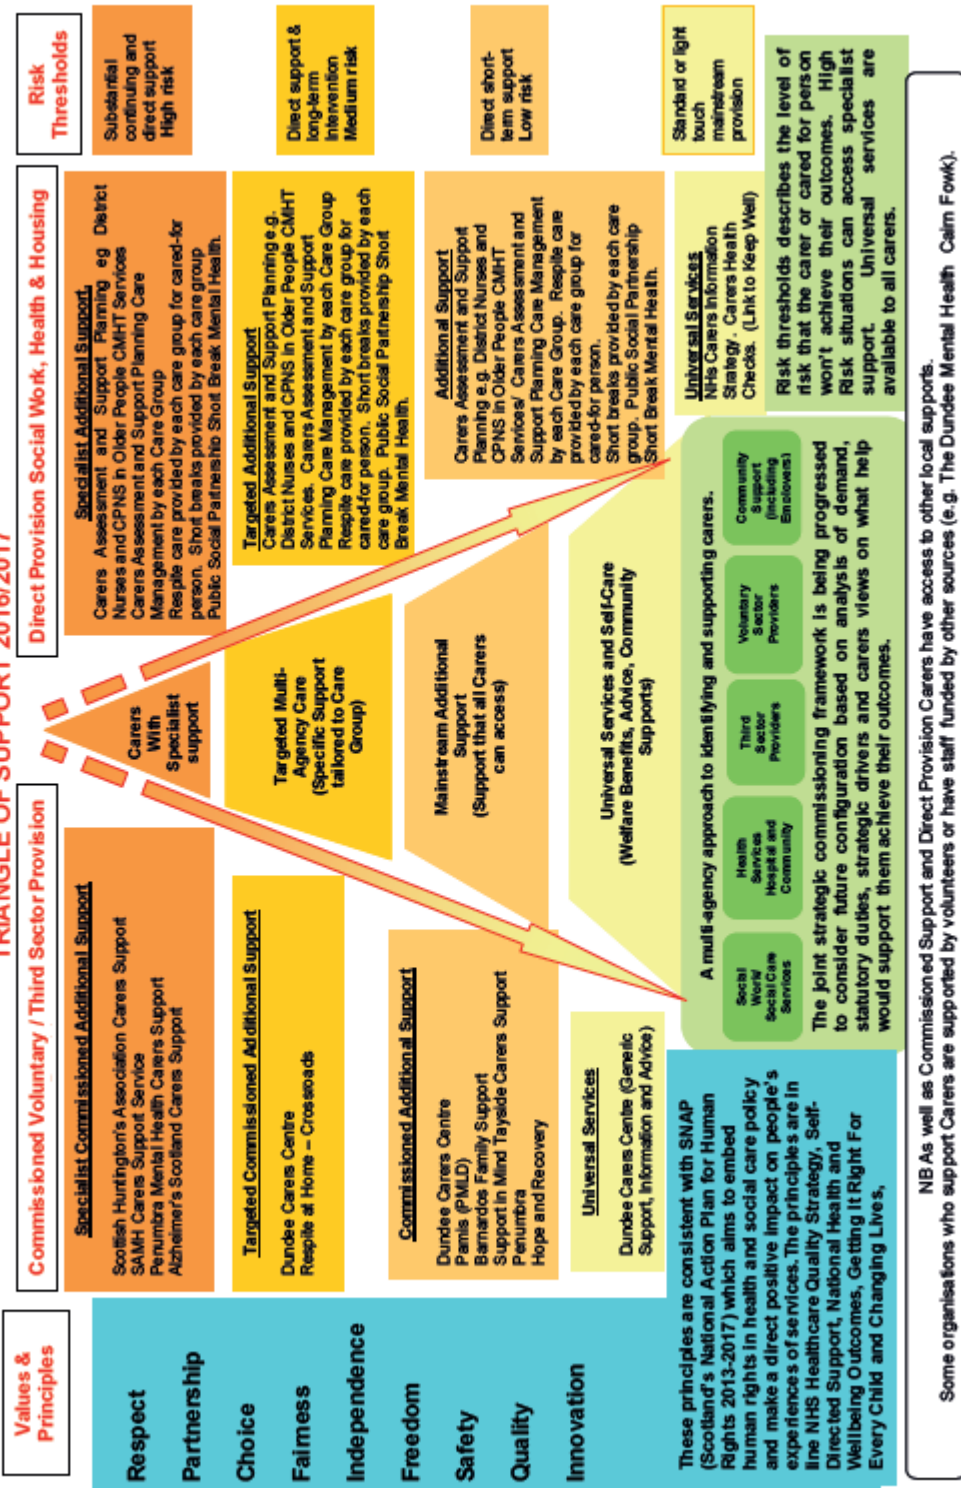 TRIANGLE OF SUPPORT 2016/2017
Values &
Principles
Commissioned Voluntary / Third Sector Provision
Direct Provision Social Work, Health & Housing
Risk
Thresholds
Respect
Partnership
Choice
Fairness
Independence
Freedom
Safety
Quality
Innovation
These principles are consistent with SNAP
(Scotland's National Action Plan for Human
Rights 2013-2017) which aims to embed
human rights in health and social care policy
and make a direct positive impact on people's
experiences of services. The principles are in
line NHS Healthcare Quality Strategy, Self-
Directed Support, National Health and
Wellbeing Outcomes, Getting It Right For
Every Child and Changing Lives,
Specialist Commissioned Additional Support
Scottish Huntington's Association Carers Support
SAMH Carers Support Service
Penumbra Mental Health Carers Support
Alzheimer's Scotland Carers Support
Targeted Commissioned Additional Support
Dundee Carers Centre
Respite at Home – Crossroads
Commissioned Additional Support
Dundee Carers Centre
Pamis (PMLD)
Barnardos Family Support
Support in Mind Tayside Carers Support
Penumbra
Hope and Recovery
Universal Services
Dundee Carers Centre (Generic
Support, Information and Advice)
Carers
With
Specialist
support
Targeted Multi-
Agency Care
(Specific Support
tailored to Care
Group)
Mainstream Additional
Support
(Support that all Carers
can access)
Universal Services and Self-Care
(Welfare Benefits, Advice, Community
Supports)
A multi-agency approach to identifying and supporting carers.
Social
Work/
Social Care
Services
Health
Services
Hospital and
Community
Third
Sector
Providers
Voluntary
Sector
Providers
Community
Support
(including
Employers)
The joint strategic commissioning framework is being progressed
to consider future configuration based on analysis of demand,
statutory duties, strategic drivers and carers views on what help
would support them achieve their outcomes.
Specialist Additional Support,
Carers Assessment and Support Planning eg District
Nurses and CPNS in Older People CMHT Services
Carers Assessment and Support Planning Care
Management by each Care Group
Respite care provided by each care group for cared-for
person. Short breaks provided by each care group
Public Social Partnership Short Break Mental Health.
Targeted Additional Support
Carers Assessment and Support Planning e.g.
District Nurses and CPNS in Older People CMHT
Services. Carers Assessment and Support
Planning Care Management by each Care Group
Respite care provided by each care group for
cared-for person. Short breaks provided by each
care group. Public Social Partnership Short
Break Mental Health.
Additional Support
Carers Assessment and Support
Planning e.g. District Nurses and
CPNS in Older People CMHT
Services/ Carers Assessment and
Support Planning Care Management
by each Care Group. Respite care
provided by each care group for
cared-for person.
Short breaks provided by each care
group. Public Social Partnership
Short Break Mental Health.
Universal Services
NHs Carers Information
Strategy . Carers Health
Checks. (Link to Keep Well)
Substantial
continuing and
direct support
High risk
Direct support &
long-term
intervention
Medium risk
Direct short-
term support
Low risk
Standard or light
touch
mainstream
provision
Risk thresholds describes the level of
risk that the carer or cared for person
won't achieve their outcomes. High
Risk situations can access specialist
support. Universal services are
available to all carers.
NB As well as Commissioned Support and Direct Provision Carers have access to other local supports.
Some organisations who support Carers are supported by volunteers or have staff funded by other sources (e.g. The Dundee Mental Health Cairn Fowk).